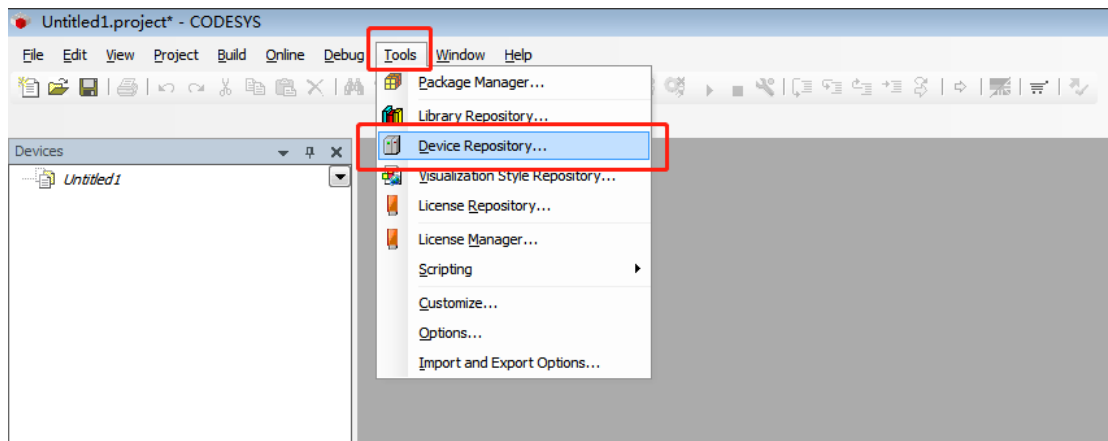 Untitled1.project* - CODESYS
File Edit View Project Build Online Debug Tools Window Help
Package Manager...
Library Repository...
Devices
Device Repository...
Untitled1
Visualization Style Repository...
License Repository...
License Manager...
Scripting
Customize...
Options...
Import and Export Options...